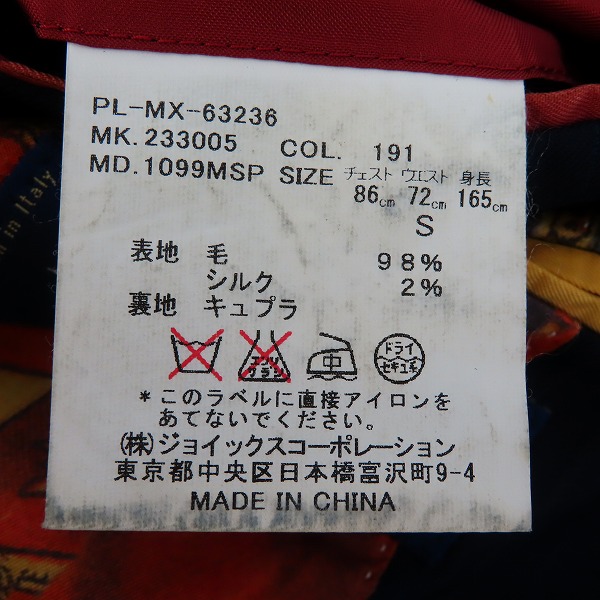 PL-MX-63236
MK.233005 COL. 191
MD.1099MSP SIZE チェスト ウエスト 身長
86cm 72cm 165cm
S
表地 毛 98%
シルク 2%
裏地 キュプラ
中
ドライ
セキユ系
*このラベルに直接アイロンを
あてないでください。
(株)ジョイックスコーポレーション
東京都中央区日本橋富沢町9-4
MADE IN CHINA
in Italy